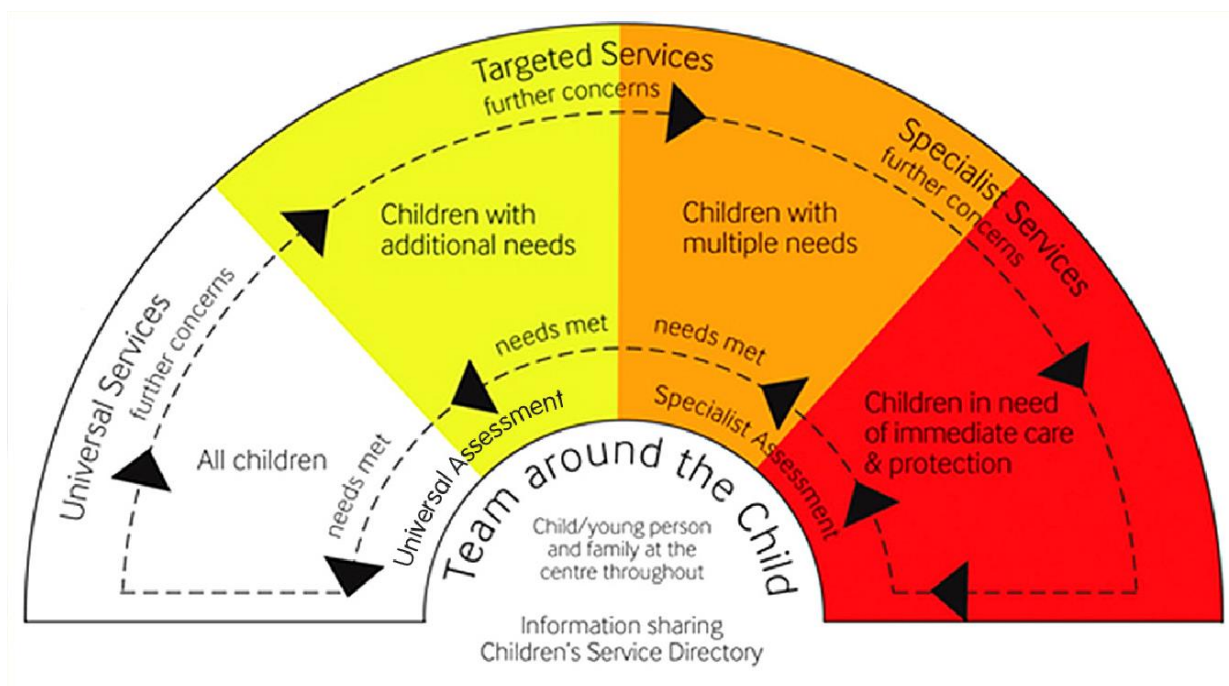 Targeted Services
further concerns
Specialist Services
further concerns
Children with
additional needs
Children with
multiple needs
Universal Services
further concerns
needs met
needs met
All children
needs met
Universal Assessment
Specialist Assessment
Children in need
of immediate care
& protection
Team around the Child
Child/young person
and family at the
centre throughout
Information sharing
Children's Service Directory